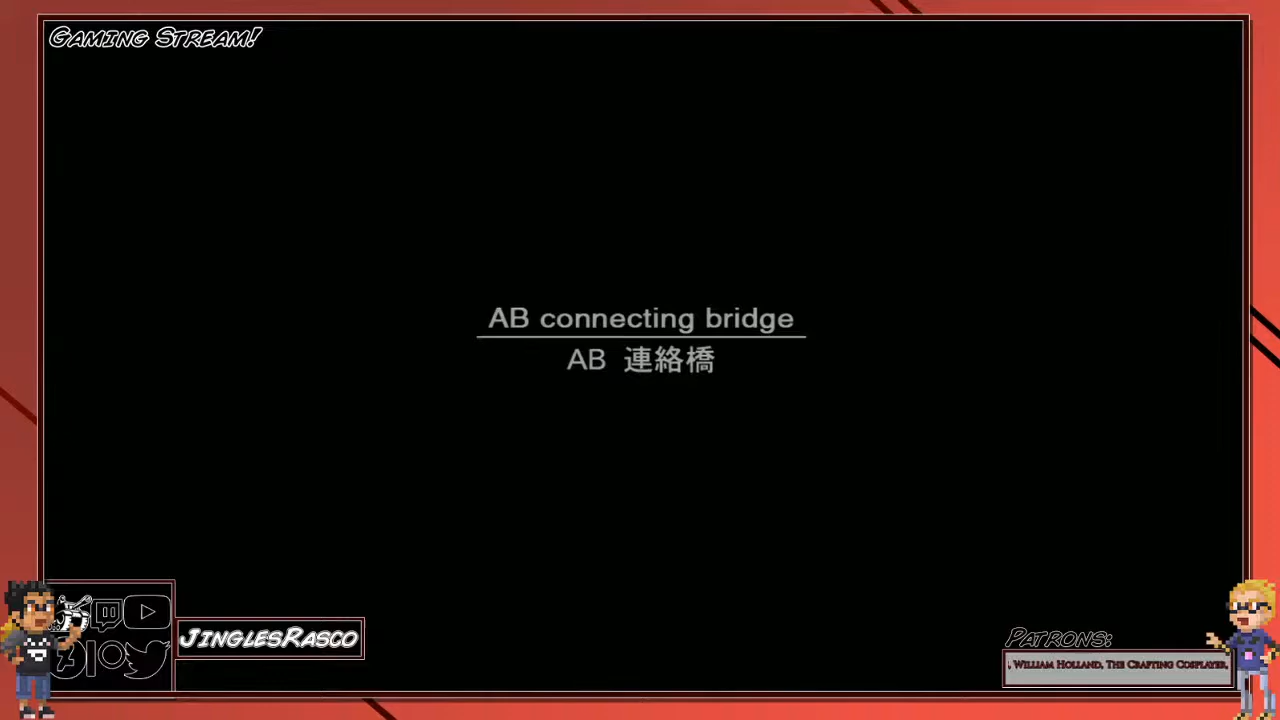 Gaming Stream!
AB connecting bridge
AB 連絡橋
JinglesRasco
Patrons:
, William Holland, The Crafting Cosplayer,